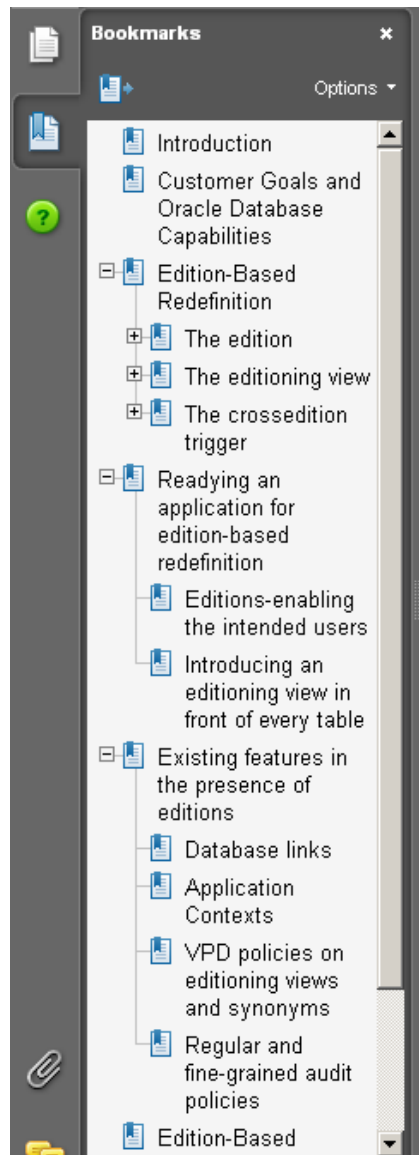 Bookmarks
Options
Introduction
Customer Goals and
Oracle Database
Capabilities
Edition-Based
Redefinition
The edition
The editioning view
The crossedition
trigger
Readying an
application for
edition-based
redefinition
Editions-enabling
the intended users
Introducing an
editioning view in
front of every table
Existing features in
the presence of
editions
Database links
Application
Contexts
VPD policies on
editioning views
and synonyms
Regular and
fine-grained audit
policies
Edition-Based